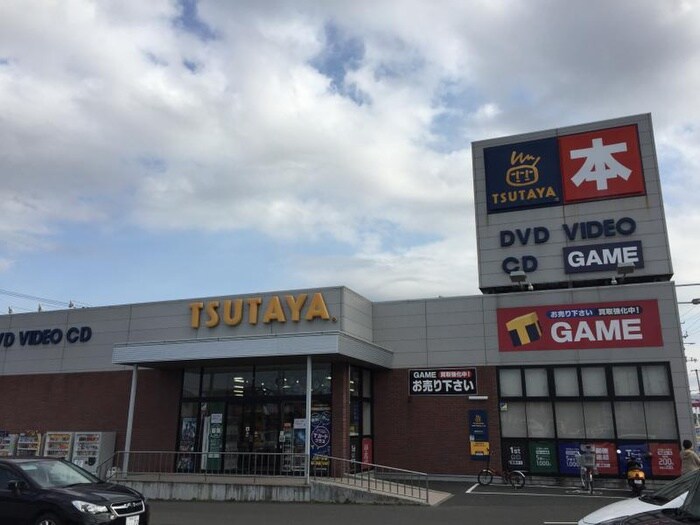 TSUTAYA
本
DVD VIDEO
CD GAME
TSUTAYA
VD VIDEO CD
お売り下さい 買取強化中!
T GAME
GAME 買取強化中!
お売り下さい